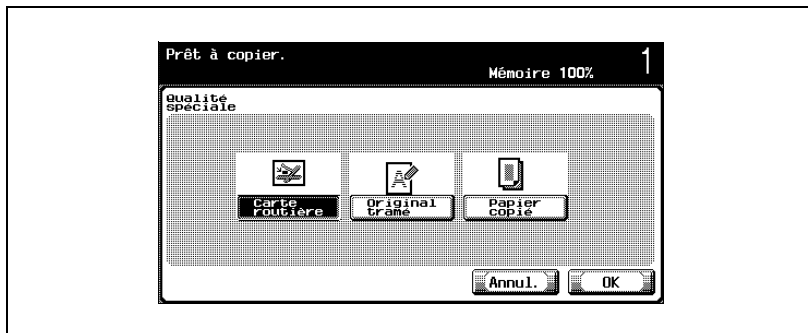 Prêt à copier.
Mémoire 100%
1
Qualité
spéciale
Carte
routière
Original
tramé
Papier
copié
Annul.
OK